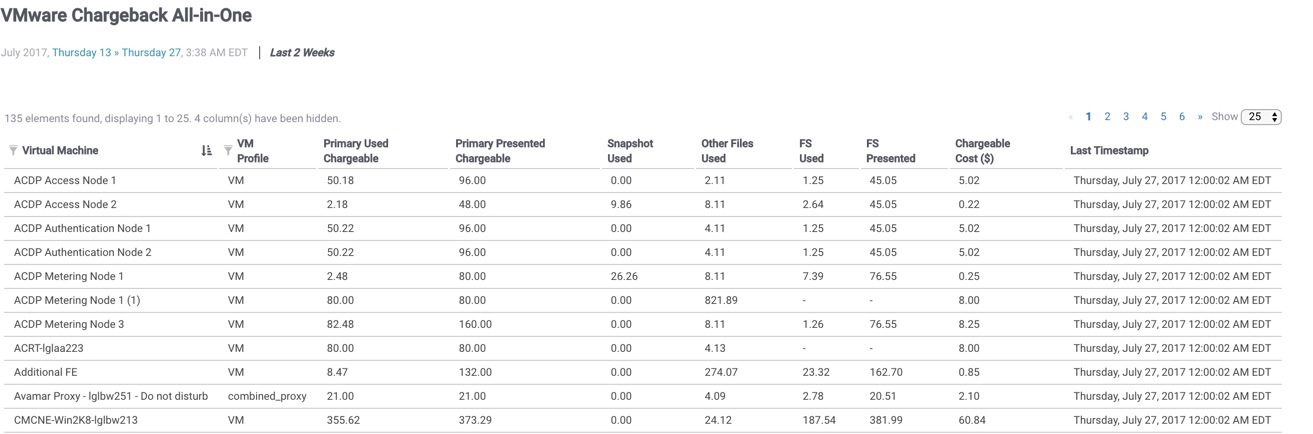 VMware Chargeback All-in-One
July 2017, Thursday 13 » Thursday 27, 3:38 AM EDT | Last 2 Weeks
135 elements found, displaying 1 to 25. 4 column(s) have been hidden. « 1 2 3 4 5 6 » Show 25
Virtual Machine VM Profile Primary Used Chargeable Primary Presented Chargeable Snapshot Used Other Files Used FS Used FS Presented Chargeable Cost ($) Last Timestamp
ACDP Access Node 1 VM 50.18 96.00 0.00 2.11 1.25 45.05 5.02 Thursday, July 27, 2017 12:00:02 AM EDT
ACDP Access Node 2 VM 2.18 48.00 9.86 8.11 2.64 45.05 0.22 Thursday, July 27, 2017 12:00:02 AM EDT
ACDP Authentication Node 1 VM 50.22 96.00 0.00 4.11 1.25 45.05 5.02 Thursday, July 27, 2017 12:00:02 AM EDT
ACDP Authentication Node 2 VM 50.22 96.00 0.00 4.11 1.25 45.05 5.02 Thursday, July 27, 2017 12:00:02 AM EDT
ACDP Metering Node 1 VM 2.48 80.00 26.26 8.11 7.39 76.55 0.25 Thursday, July 27, 2017 12:00:02 AM EDT
ACDP Metering Node 1 (1) VM 80.00 80.00 0.00 821.89 - - 8.00 Thursday, July 27, 2017 12:00:02 AM EDT
ACDP Metering Node 3 VM 82.48 160.00 0.00 8.11 1.26 76.55 8.25 Thursday, July 27, 2017 12:00:02 AM EDT
ACRT-lglaa223 VM 80.00 80.00 0.00 4.13 - - 8.00 Thursday, July 27, 2017 12:00:02 AM EDT
Additional FE VM 8.47 132.00 0.00 274.07 23.32 162.70 0.85 Thursday, July 27, 2017 12:00:02 AM EDT
Avamar Proxy - lglbw251 - Do not disturb combined_proxy 21.00 21.00 0.00 4.09 2.78 20.51 2.10 Thursday, July 27, 2017 12:00:02 AM EDT
CMCNE-Win2K8-lglbw213 VM 355.62 373.29 0.00 24.12 187.54 381.99 60.84 Thursday, July 27, 2017 12:00:02 AM EDT